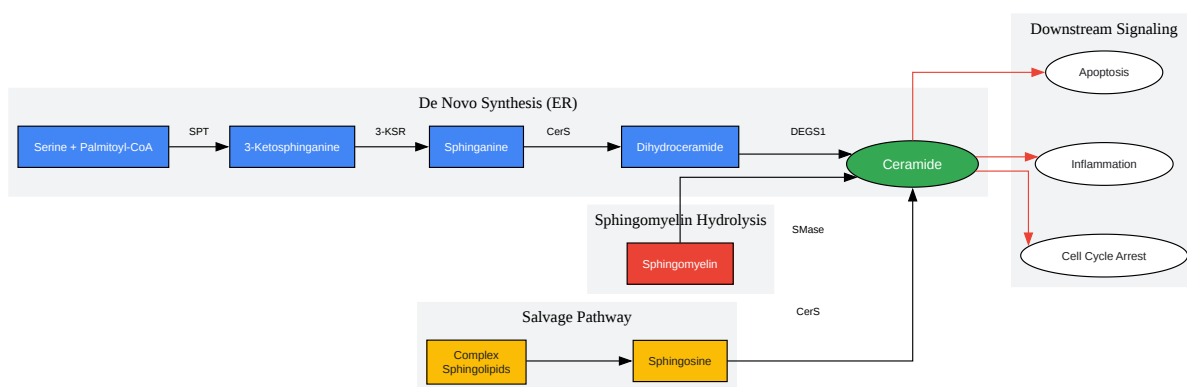 Downstream Signaling
Apoptosis
De Novo Synthesis (ER)
SPT
3-KSR
CerS
DEGS1
Serine + Palmitoyl-CoA
3-Ketosphinganine
Sphinganine
Dihydroceramide
Ceramide
Inflammation
Sphingomyelin Hydrolysis
SMase
Sphingomyelin
Cell Cycle Arrest
Salvage Pathway
CerS
Complex
Sphingolipids
Sphingosine